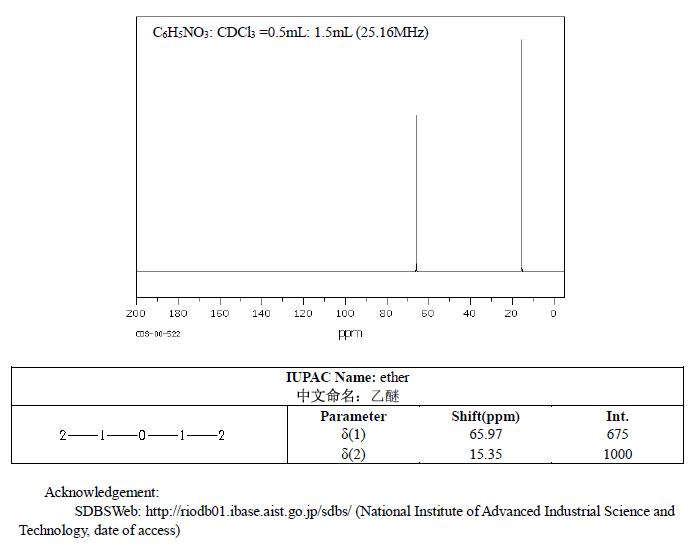 C₆H₅NO₃: CDCl₃ =0.5mL: 1.5mL (25.16MHz)
200 180 160 140 120 100 80 60 40 20 0
CDS-00-522
ppm
IUPAC Name: ether
中文命名：乙醚
Parameter Shift(ppm) Int.
2—1—O—1—2
δ(1) 65.97 675
δ(2) 15.35 1000
Acknowledgement:
SDBSWeb: http://riodb01.ibase.aist.go.jp/sdbs/ (National Institute of Advanced Industrial Science and
Technology, date of access)